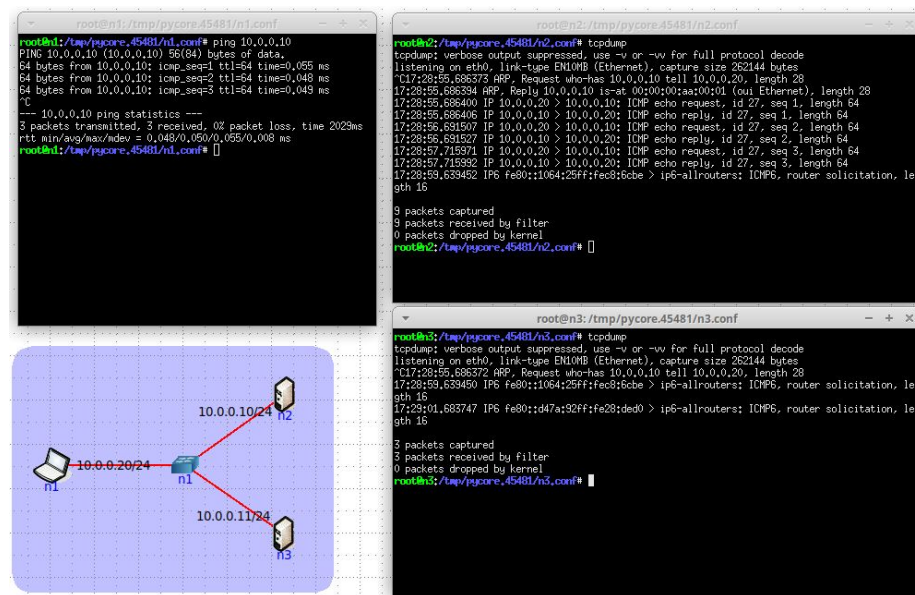 root@n1: /tmp/pycore.45481/n1.conf
root@n1:/tmp/pycore.45481/n1.conf# ping 10.0.0.10
PING 10.0.0.10 (10.0.0.10) 56(84) bytes of data.
64 bytes from 10.0.0.10: icmp_seq=1 ttl=64 time=0.055 ms
64 bytes from 10.0.0.10: icmp_seq=2 ttl=64 time=0.048 ms
64 bytes from 10.0.0.10: icmp_seq=3 ttl=64 time=0.049 ms
^C
--- 10.0.0.10 ping statistics ---
3 packets transmitted, 3 received, 0% packet loss, time 2029ms
rtt min/avg/max/mdev = 0.048/0.050/0.055/0.008 ms
root@n1:/tmp/pycore.45481/n1.conf#
root@n2: /tmp/pycore.45481/n2.conf
root@n2:/tmp/pycore.45481/n2.conf# tcpdump
tcpdump: verbose output suppressed, use -v or -vv for full protocol decode
listening on eth0, link-type EN10MB (Ethernet), capture size 262144 bytes
^C17:28:55.686373 ARP, Request who-has 10.0.0.10 tell 10.0.0.20, length 28
17:28:55.686394 ARP, Reply 10.0.0.10 is-at 00:00:00:aa:00:01 (oui Ethernet), length 28
17:28:55.686400 IP 10.0.0.20 > 10.0.0.10: ICMP echo request, id 27, seq 1, length 64
17:28:55.686406 IP 10.0.0.10 > 10.0.0.20: ICMP echo reply, id 27, seq 1, length 64
17:28:56.691507 IP 10.0.0.20 > 10.0.0.10: ICMP echo request, id 27, seq 2, length 64
17:28:56.691527 IP 10.0.0.10 > 10.0.0.20: ICMP echo reply, id 27, seq 2, length 64
17:28:57.715971 IP 10.0.0.20 > 10.0.0.10: ICMP echo request, id 27, seq 3, length 64
17:28:57.715992 IP 10.0.0.10 > 10.0.0.20: ICMP echo reply, id 27, seq 3, length 64
17:28:59.639452 IP6 fe80::1064:25ff:fec8:6cbe > ip6-allrouters: ICMP6, router solicitation, le
gth 16
9 packets captured
9 packets received by filter
0 packets dropped by kernel
root@n2:/tmp/pycore.45481/n2.conf#
root@n3: /tmp/pycore.45481/n3.conf
root@n3:/tmp/pycore.45481/n3.conf# tcpdump
tcpdump: verbose output suppressed, use -v or -vv for full protocol decode
listening on eth0, link-type EN10MB (Ethernet), capture size 262144 bytes
^C17:28:55.686372 ARP, Request who-has 10.0.0.10 tell 10.0.0.20, length 28
17:28:59.639450 IP6 fe80::1064:25ff:fec8:6cbe > ip6-allrouters: ICMP6, router solicitation, le
gth 16
17:29:01.683747 IP6 fe80::d47a:92ff:fe28:ded0 > ip6-allrouters: ICMP6, router solicitation, le
gth 16
3 packets captured
3 packets received by filter
0 packets dropped by kernel
root@n3:/tmp/pycore.45481/n3.conf#
10.0.0.10/24
n2
10.0.0.20/24
n1
n1
10.0.0.11/24
n3